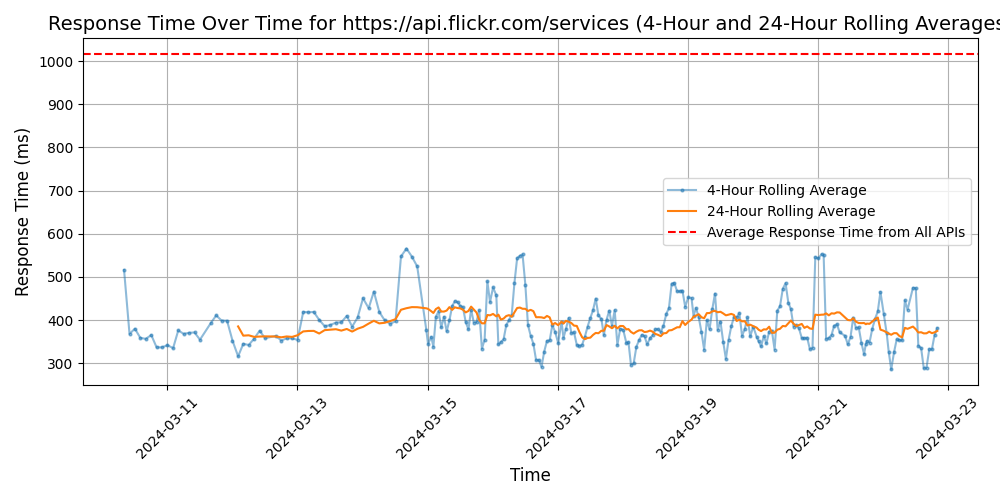 Response Time Over Time for https://api.flickr.com/services (4-Hour and 24-Hour Rolling Averages
Response Time (ms)
1000
900
800
700
600
500
400
300
4-Hour Rolling Average
24-Hour Rolling Average
Average Response Time from All APIs
2024-03-11
2024-03-13
2024-03-15
2024-03-17
2024-03-19
2024-03-21
2024-03-23
Time